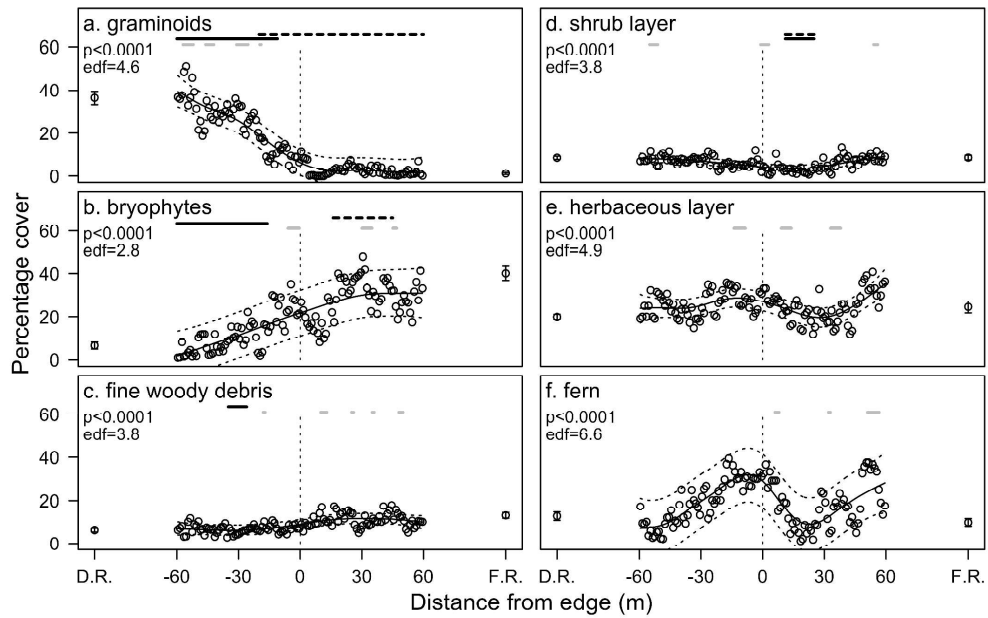 a. graminoids
p<0.0001
edf=4.6
60
40
20
0
b. bryophytes
p<0.0001
edf=2.8
60
40
20
0
c. fine woody debris
p<0.0001
edf=3.8
60
40
20
0
D.R. -60 -30 0 30 60 F.R.
d. shrub layer
p<0.0001
edf=3.8
e. herbaceous layer
p<0.0001
edf=4.9
f. fern
p<0.0001
edf=6.6
D.R. -60 -30 0 30 60 F.R.
Percentage cover
Distance from edge (m)